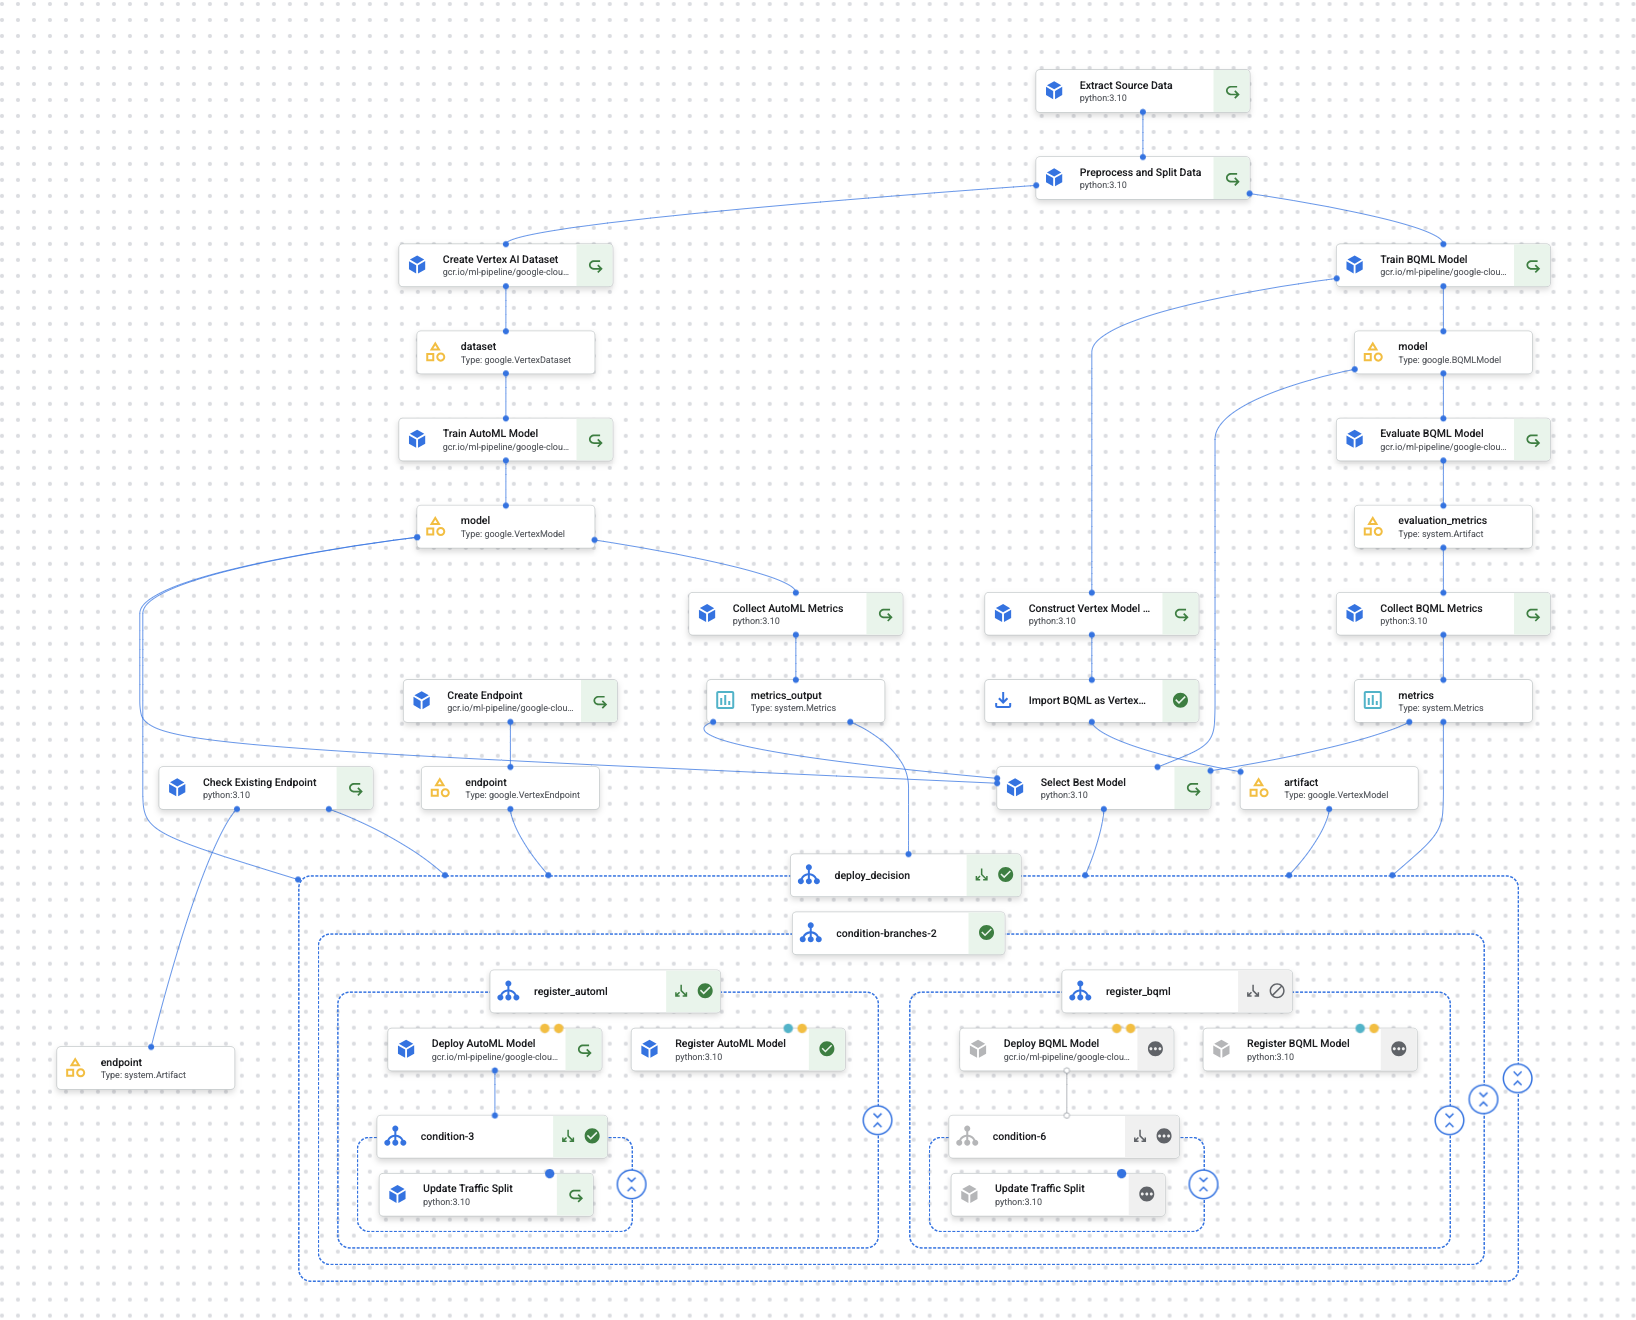 Extract Source Data
python:3.10
Preprocess and Split Data
python:3.10
Create Vertex AI Dataset
gcr.io/ml-pipeline/google-clou...
Train BQML Model
gcr.io/ml-pipeline/google-clou...
dataset
Type: google.VertexDataset
model
Type: google.BQMLModel
Train AutoML Model
gcr.io/ml-pipeline/google-clou...
Evaluate BQML Model
gcr.io/ml-pipeline/google-clou...
model
Type: google.VertexModel
evaluation_metrics
Type: system.Artifact
Collect AutoML Metrics
python:3.10
Construct Vertex Model ...
python:3.10
Collect BQML Metrics
python:3.10
Create Endpoint
gcr.io/ml-pipeline/google-clou...
metrics_output
Type: system.Metrics
Import BQML as Vertex...
metrics
Type: system.Metrics
Check Existing Endpoint
python:3.10
endpoint
Type: google.VertexEndpoint
Select Best Model
python:3.10
artifact
Type: google.VertexModel
deploy_decision
condition-branches-2
register_automl
register_bqml
Deploy AutoML Model
gcr.io/ml-pipeline/google-clou...
Register AutoML Model
python:3.10
Deploy BQML Model
gcr.io/ml-pipeline/google-clou...
Register BQML Model
python:3.10
endpoint
Type: system.Artifact
condition-3
condition-6
Update Traffic Split
python:3.10
Update Traffic Split
python:3.10